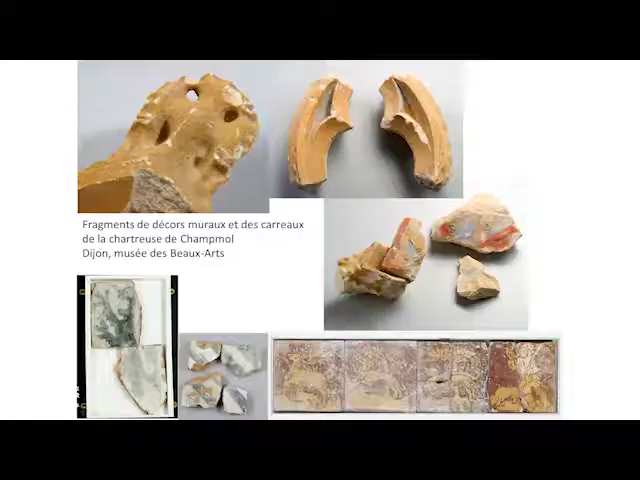 Fragments de décors muraux et des carreaux
de la chartreuse de Champmol
Dijon, musée des Beaux-Arts